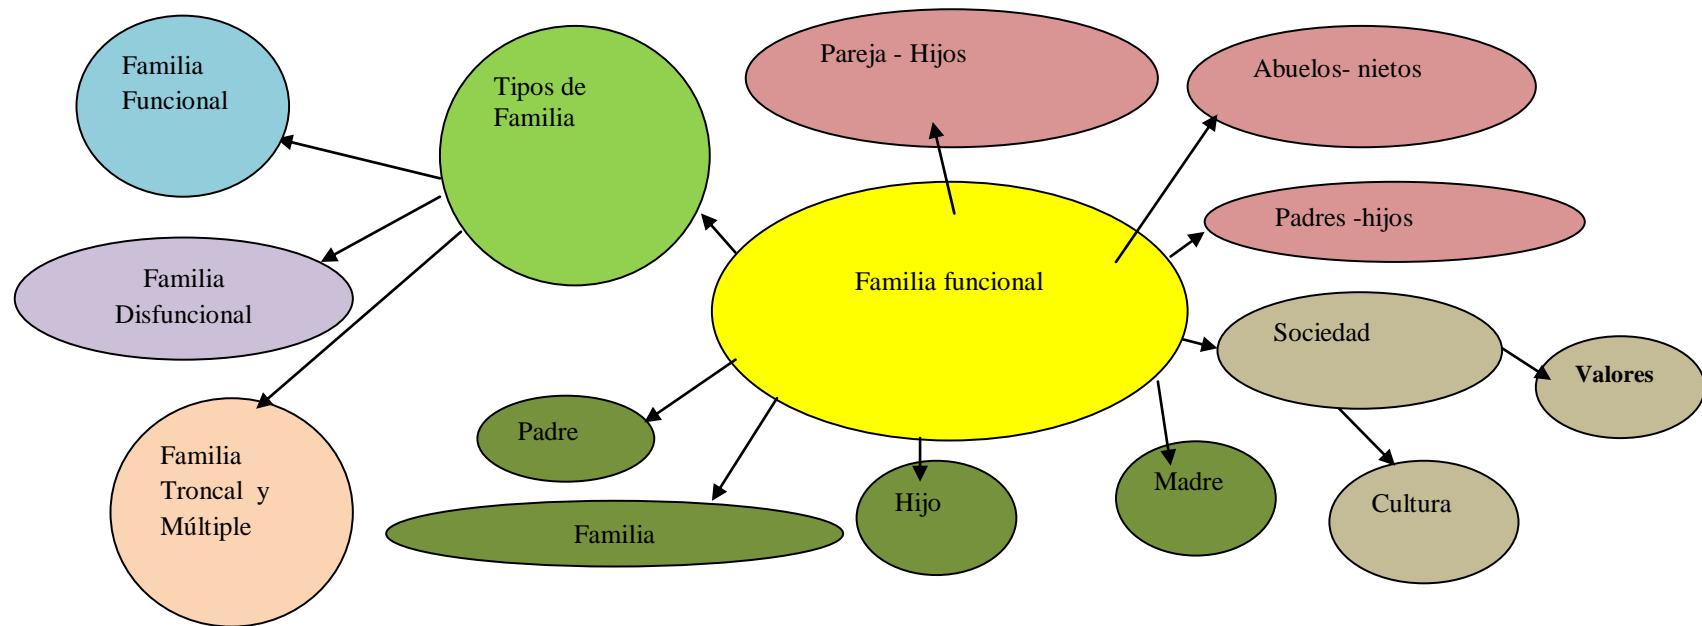 Familia
Funcional
Tipos de
Familia
Pareja - Hijos
Abuelos- nietos
Padres -hijos
Familia
Disfuncional
Familia funcional
Sociedad
Valores
Padre
Familia
Troncal y
Múltiple
Hijo
Madre
Cultura
Familia